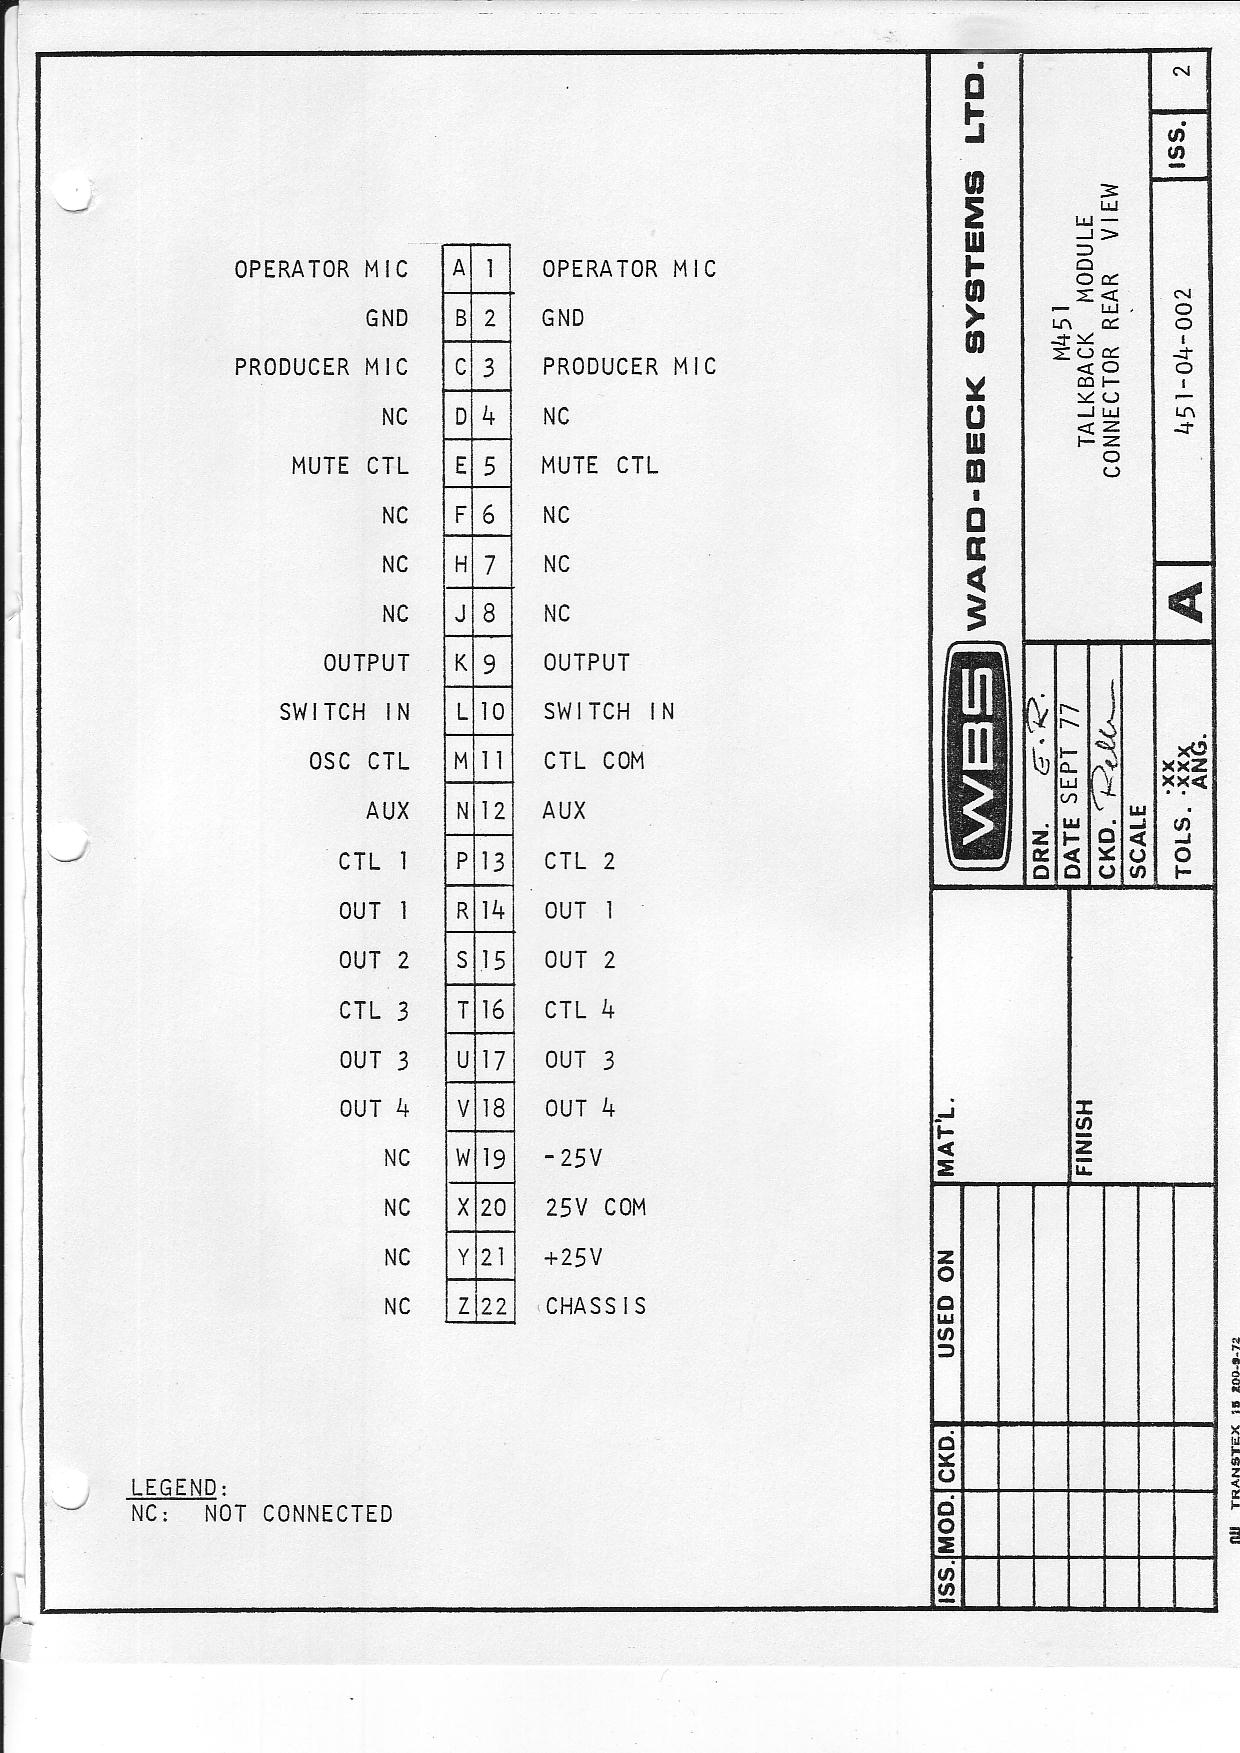 OPERATOR MIC A 1 OPERATOR MIC
GND B 2 GND
PRODUCER MIC C 3 PRODUCER MIC
NC D 4 NC
MUTE CTL E 5 MUTE CTL
NC F 6 NC
NC H 7 NC
NC J 8 NC
OUTPUT K 9 OUTPUT
SWITCH IN L 10 SWITCH IN
OSC CTL M 11 CTL COM
AUX N 12 AUX
CTL 1 P 13 CTL 2
OUT 1 R 14 OUT 1
OUT 2 S 15 OUT 2
CTL 3 T 16 CTL 4
OUT 3 U 17 OUT 3
OUT 4 V 18 OUT 4
NC W 19 -25V
NC X 20 25V COM
NC Y 21 +25V
NC Z 22 CHASSIS
LEGEND:
NC: NOT CONNECTED
WBS WARD-BECK SYSTEMS LTD.
M451
TALKBACK MODULE
CONNECTOR REAR VIEW
A 451-04-002 ISS. 2
DRN. E.R.
DATE SEPT 77
CKD.
SCALE
TOLS. .XX
.XXX
ANG.
MAT'L.
FINISH
USED ON
ISS. MOD. CKD.
TRANSTEX 15 200-9-72